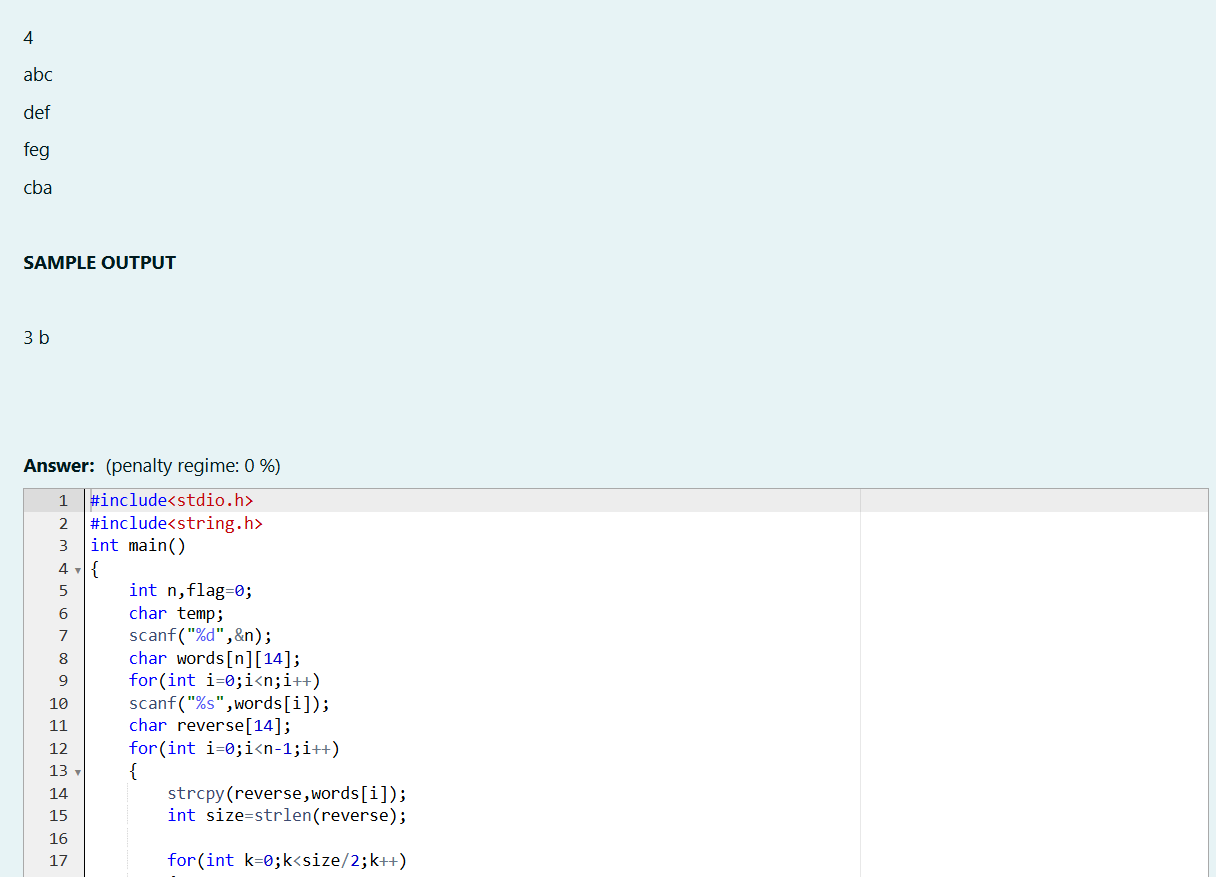 4
abc
def
feg
cba
SAMPLE OUTPUT
3 b
Answer: (penalty regime: 0 %)
1 #include<stdio.h>
2 #include<string.h>
3 int main()
4 {
5     int n,flag=0;
6     char temp;
7     scanf("%d",&n);
8     char words[n][14];
9     for(int i=0;i<n;i++)
10     scanf("%s",words[i]);
11     char reverse[14];
12     for(int i=0;i<n-1;i++)
13     {
14         strcpy(reverse,words[i]);
15         int size=strlen(reverse);
16
17         for(int k=0;k<size/2;k++)